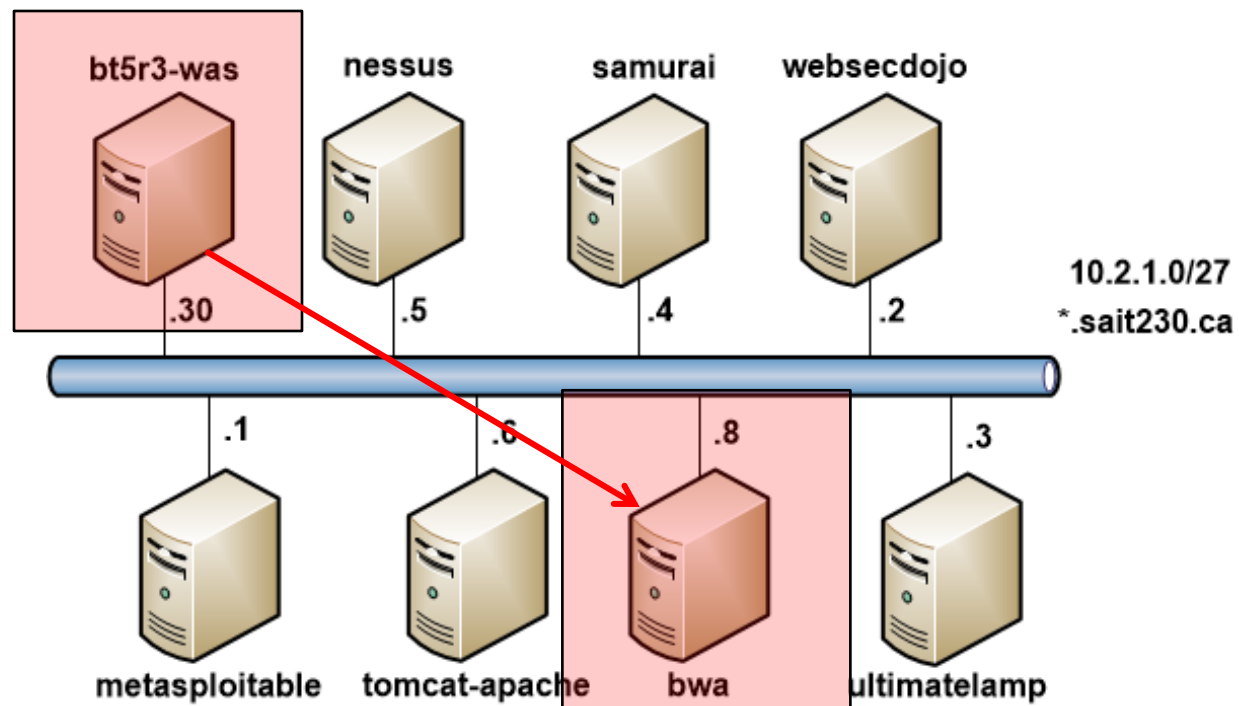 bt5r3-was
nessus
samurai
websecdojo
.30
.5
.4
.2
10.2.1.0/27
*.sait230.ca
.1
.6
.8
.3
metasploitable
tomcat-apache
bwa
ultimatelamp